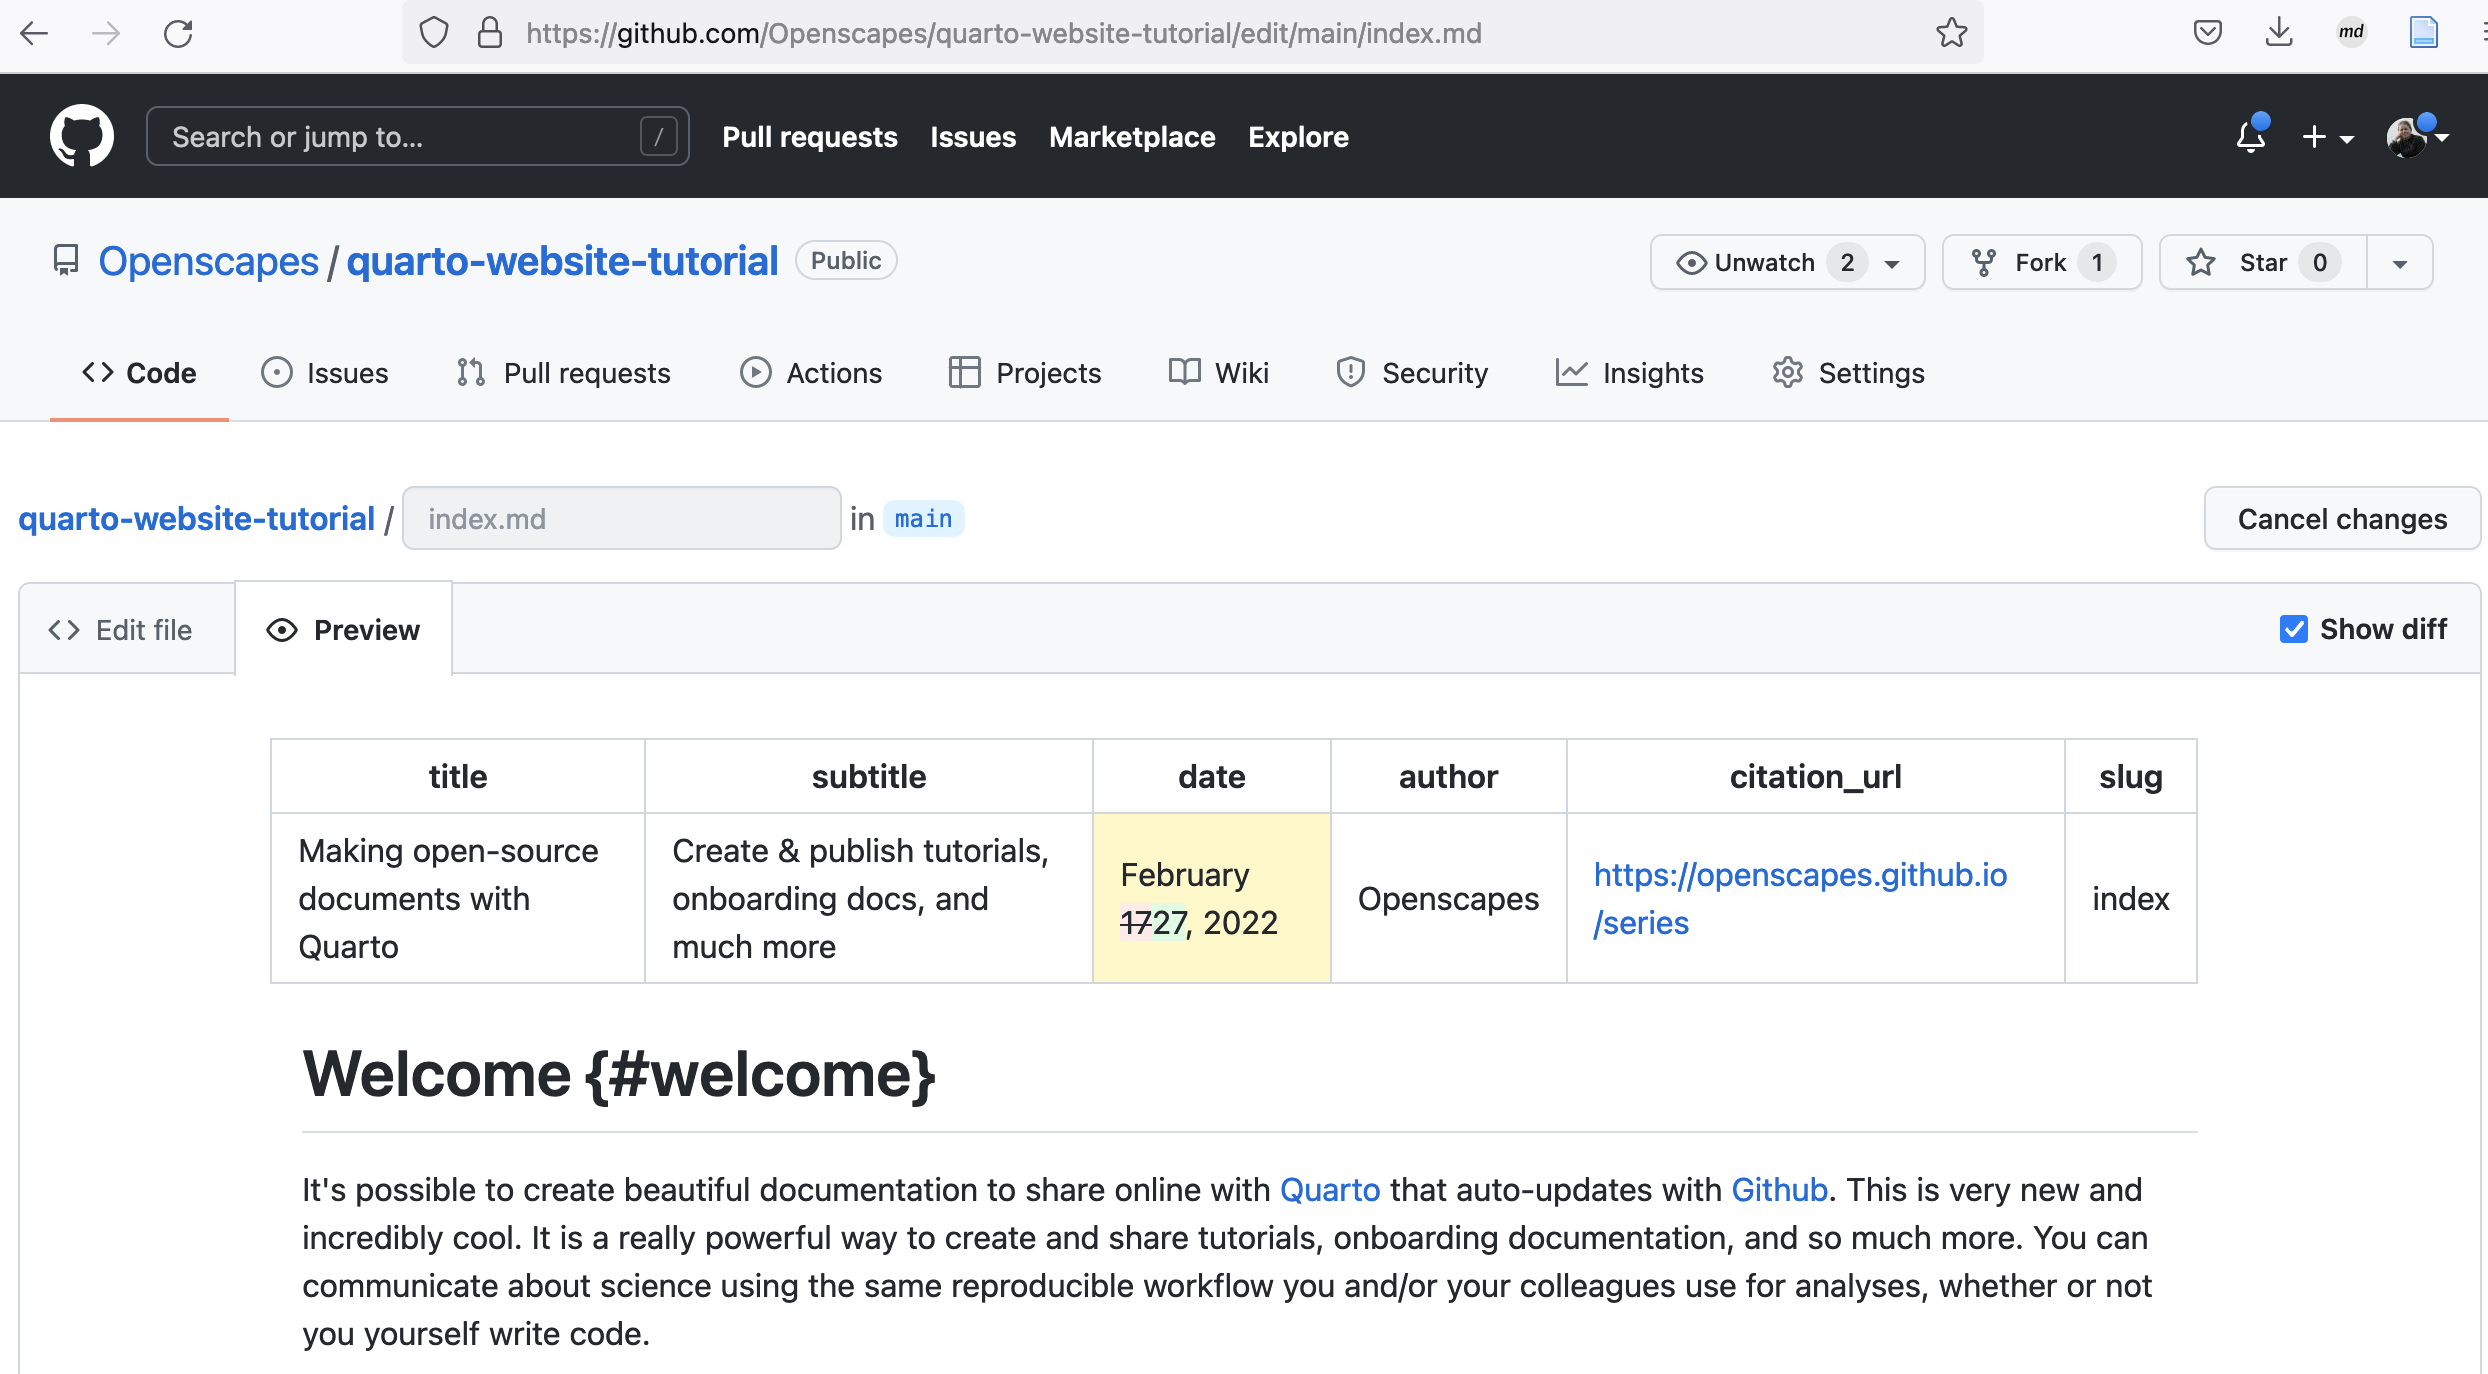 https://github.com/Openscapes/quarto-website-tutorial/edit/main/index.md
md
Search or jump to... /
Pull requests Issues Marketplace Explore
Openscapes / quarto-website-tutorial Public
Unwatch 2 Fork 1 Star 0
Code Issues Pull requests Actions Projects Wiki Security Insights Settings
quarto-website-tutorial / index.md in main
Cancel changes
Edit file Preview
Show diff
title subtitle date author citation_url slug
Making open-source
documents with
Quarto
Create & publish tutorials,
onboarding docs, and
much more
February
1727, 2022
Openscapes
https://openscapes.github.io
/series
index
Welcome {#welcome}
It's possible to create beautiful documentation to share online with Quarto that auto-updates with Github. This is very new and
incredibly cool. It is a really powerful way to create and share tutorials, onboarding documentation, and so much more. You can
communicate about science using the same reproducible workflow you and/or your colleagues use for analyses, whether or not
you yourself write code.